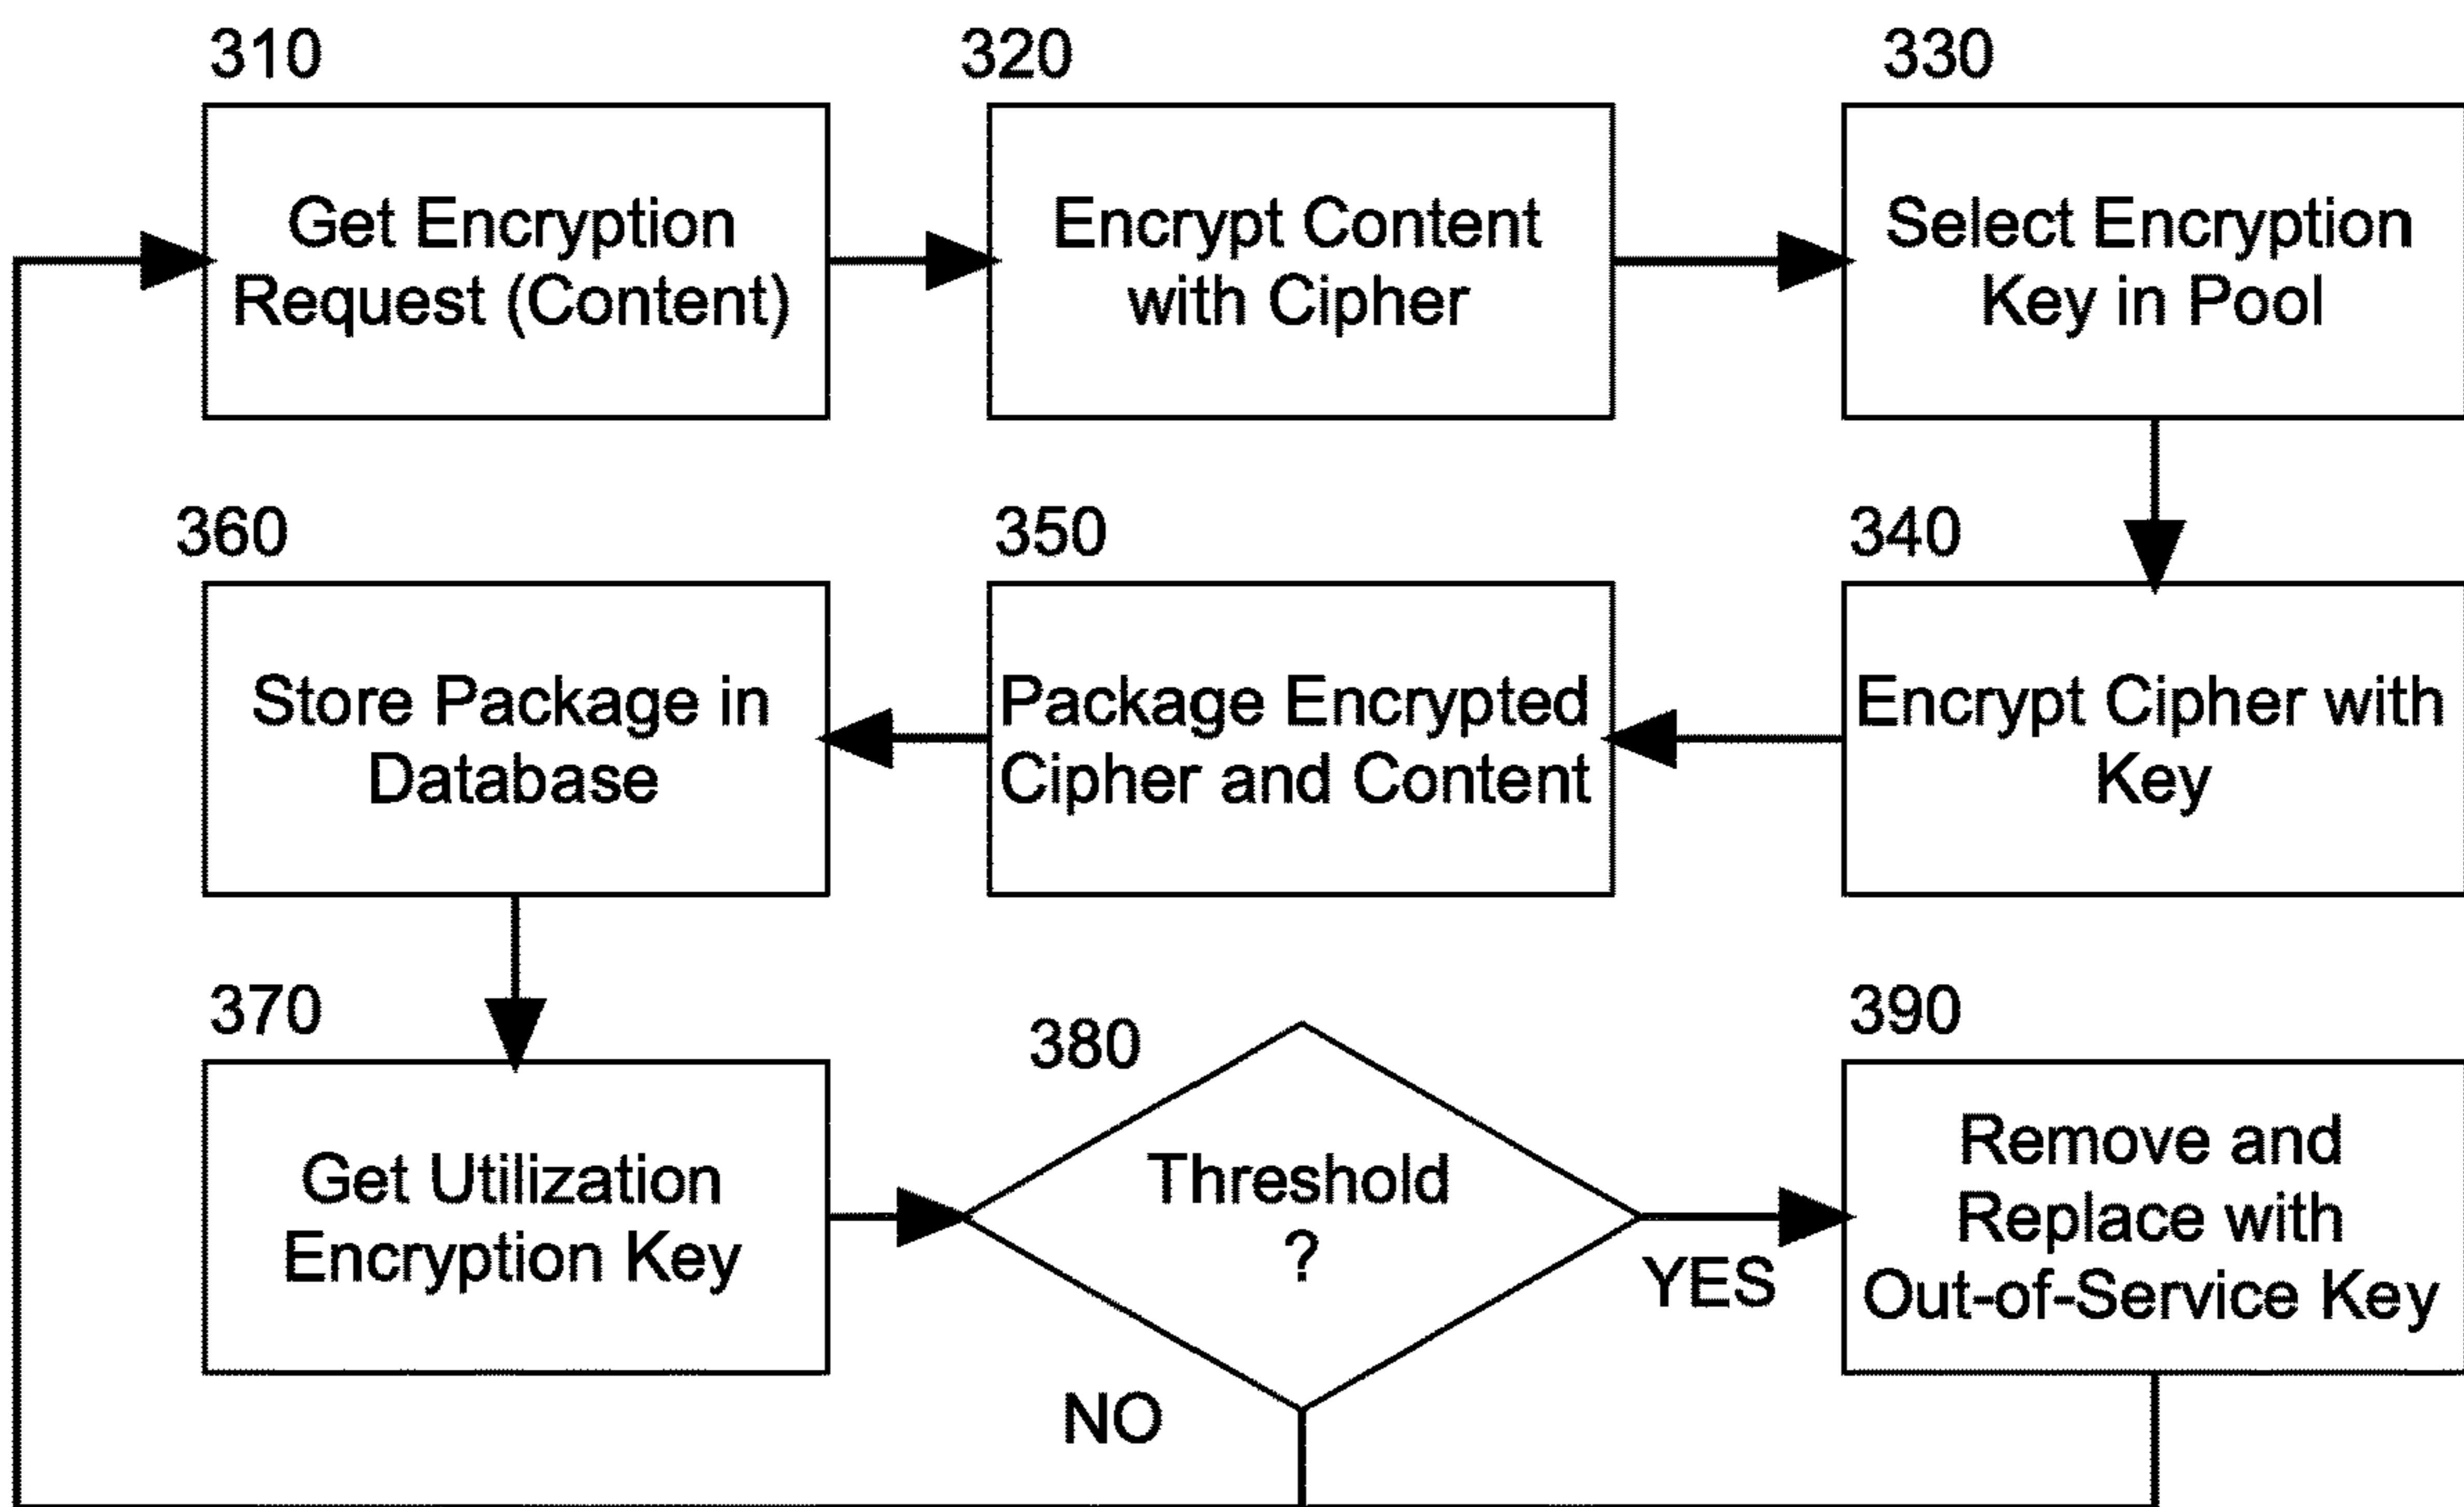 310
Get Encryption
Request (Content)
320
Encrypt Content
with Cipher
330
Select Encryption
Key in Pool
340
Encrypt Cipher with
Key
350
Package Encrypted
Cipher and Content
360
Store Package in
Database
370
Get Utilization
Encryption Key
380
Threshold
?
YES
NO
390
Remove and
Replace with
Out-of-Service Key